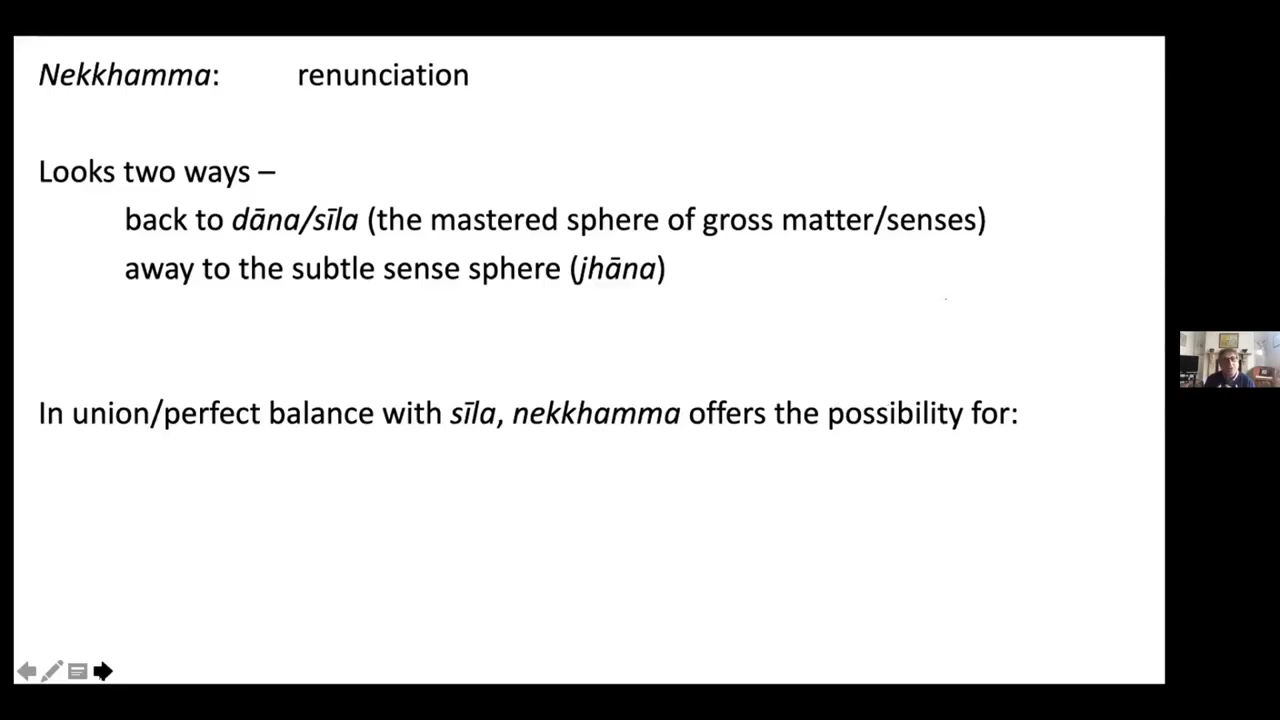 Nekkhamma: renunciation
Looks two ways –
back to dāna/sīla (the mastered sphere of gross matter/senses)
away to the subtle sense sphere (jhāna)
In union/perfect balance with sīla, nekkhamma offers the possibility for: